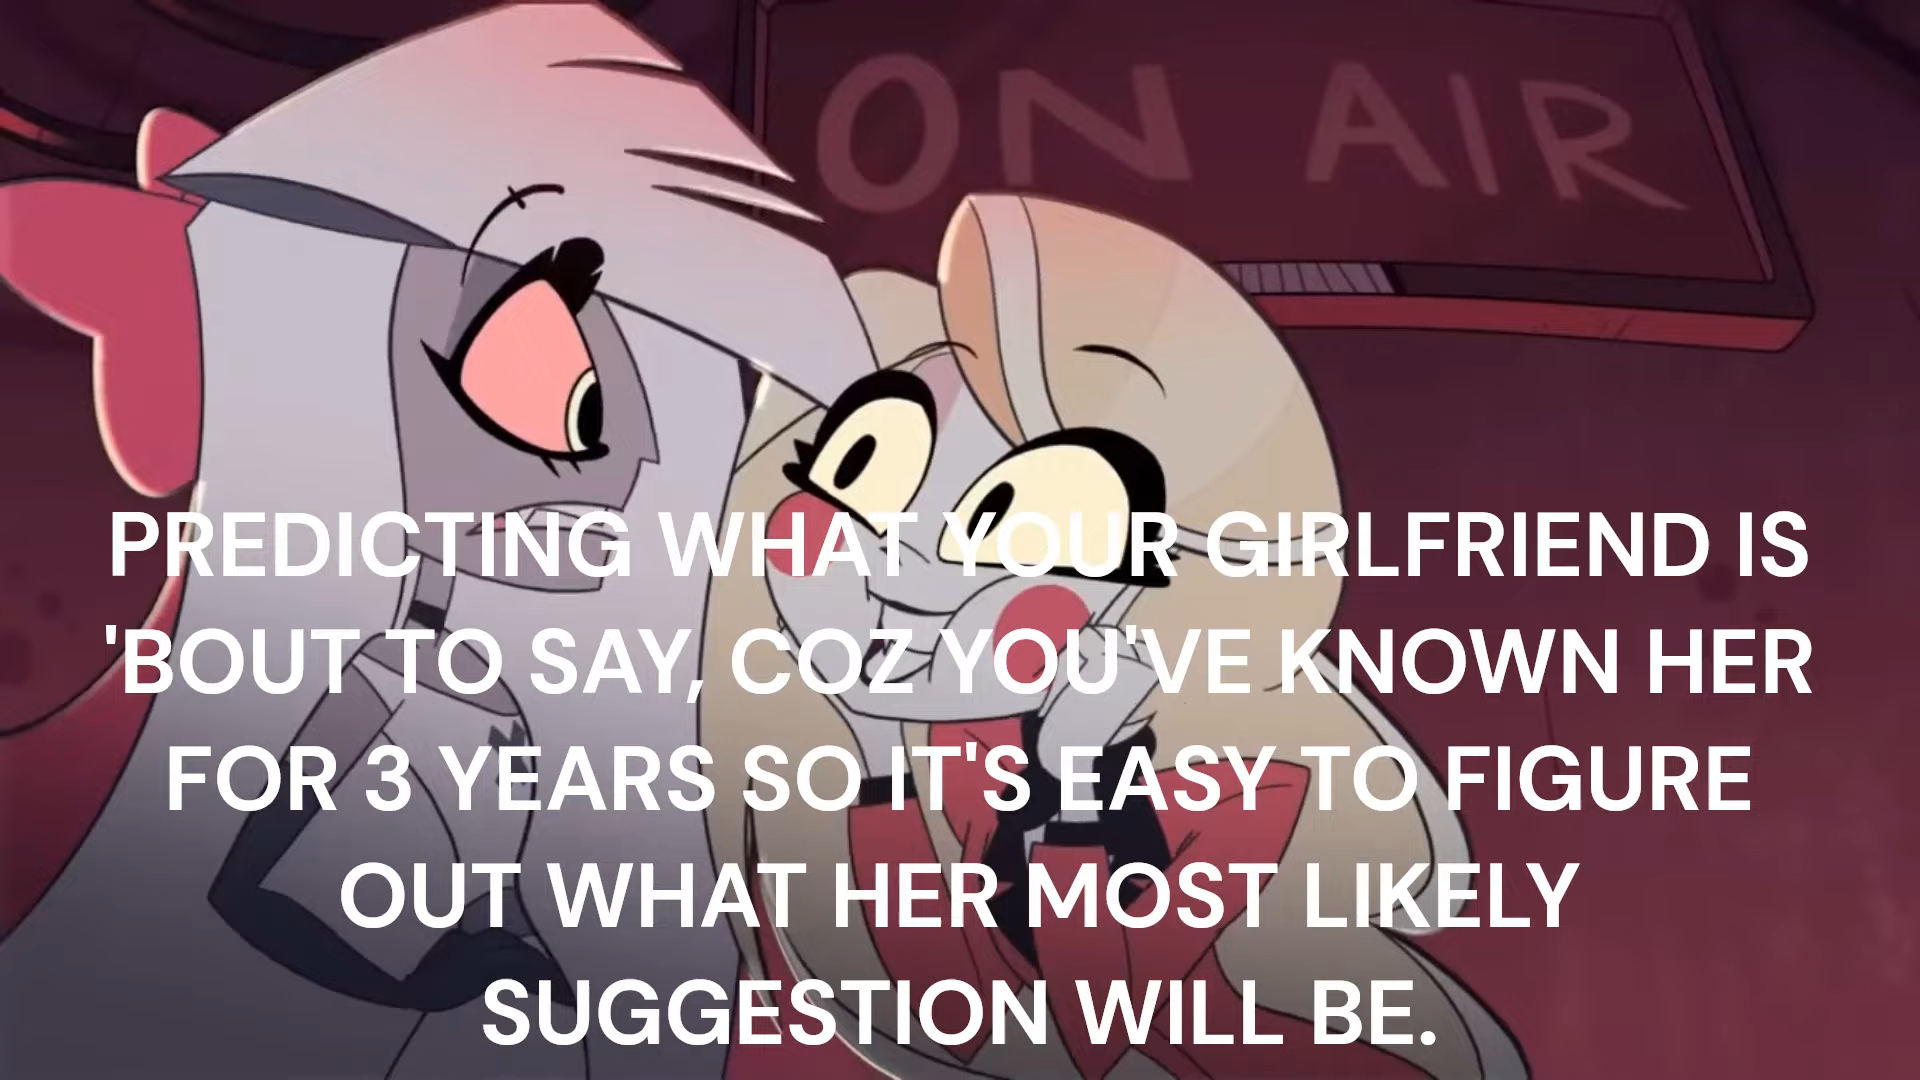 ON AIR
PREDICTING WHAT YOUR GIRLFRIEND IS
'BOUT TO SAY, COZ YOU'VE KNOWN HER
FOR 3 YEARS SO IT'S EASY TO FIGURE
OUT WHAT HER MOST LIKELY
SUGGESTION WILL BE.